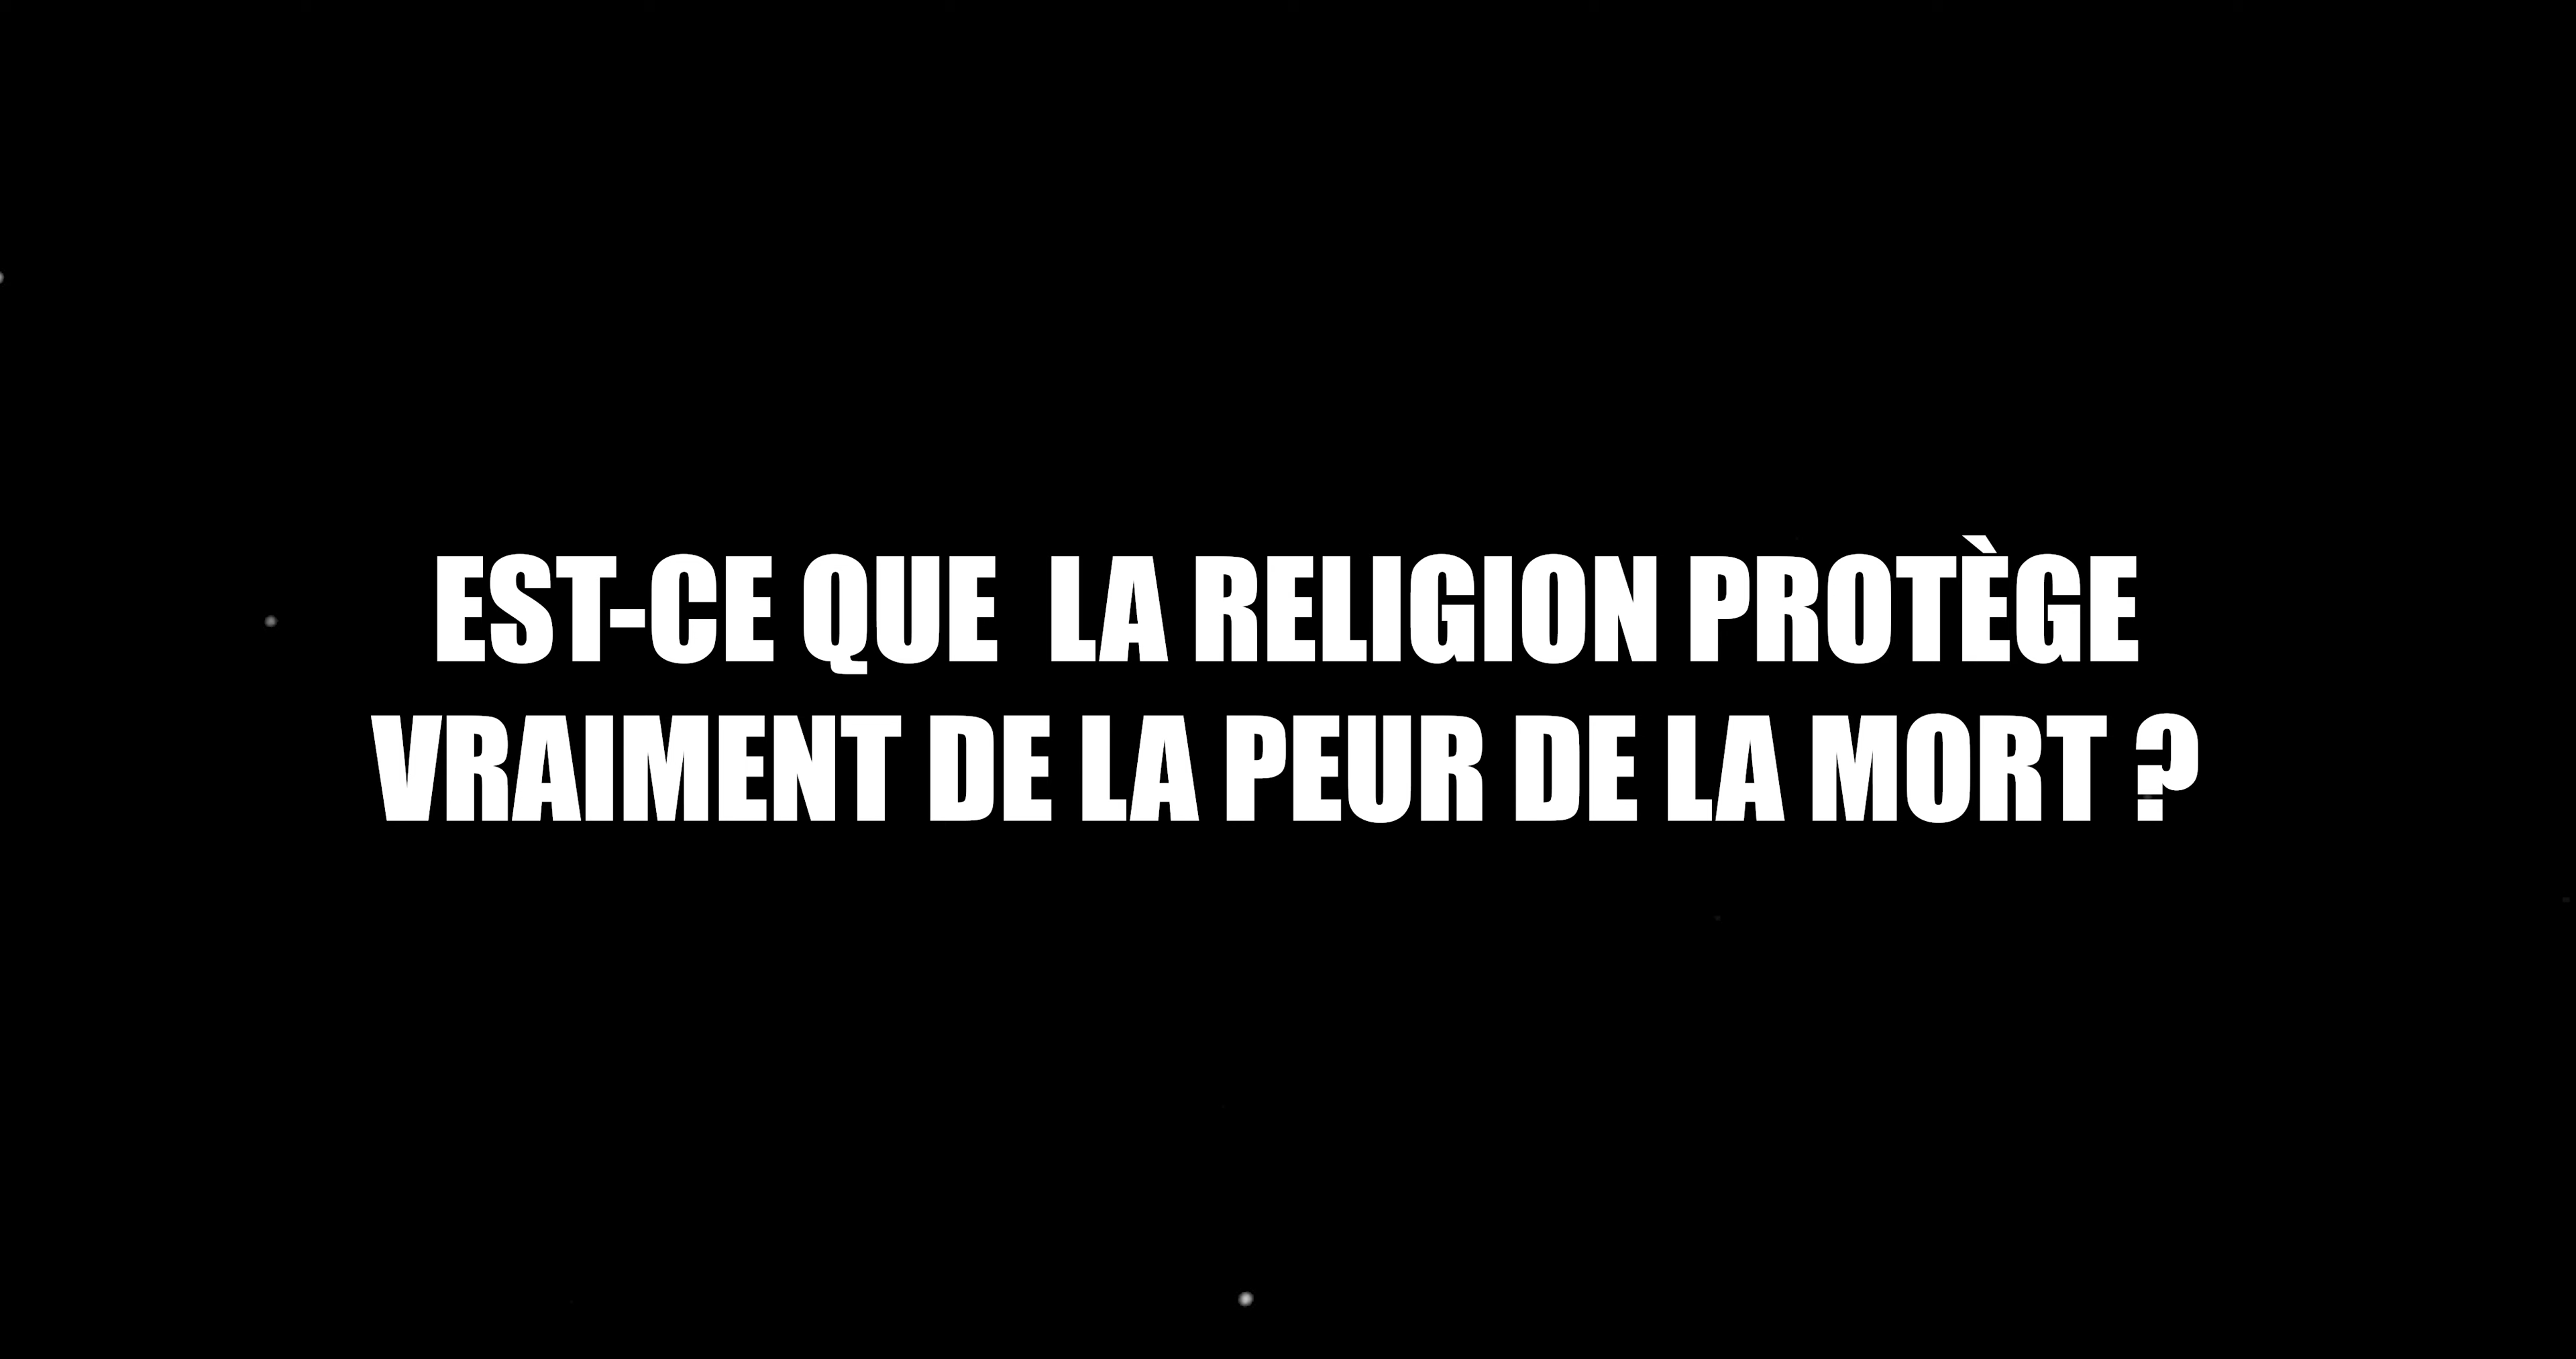 EST-CE QUE  LA RELIGION PROTÈGE
VRAIMENT DE LA PEUR DE LA MORT ?